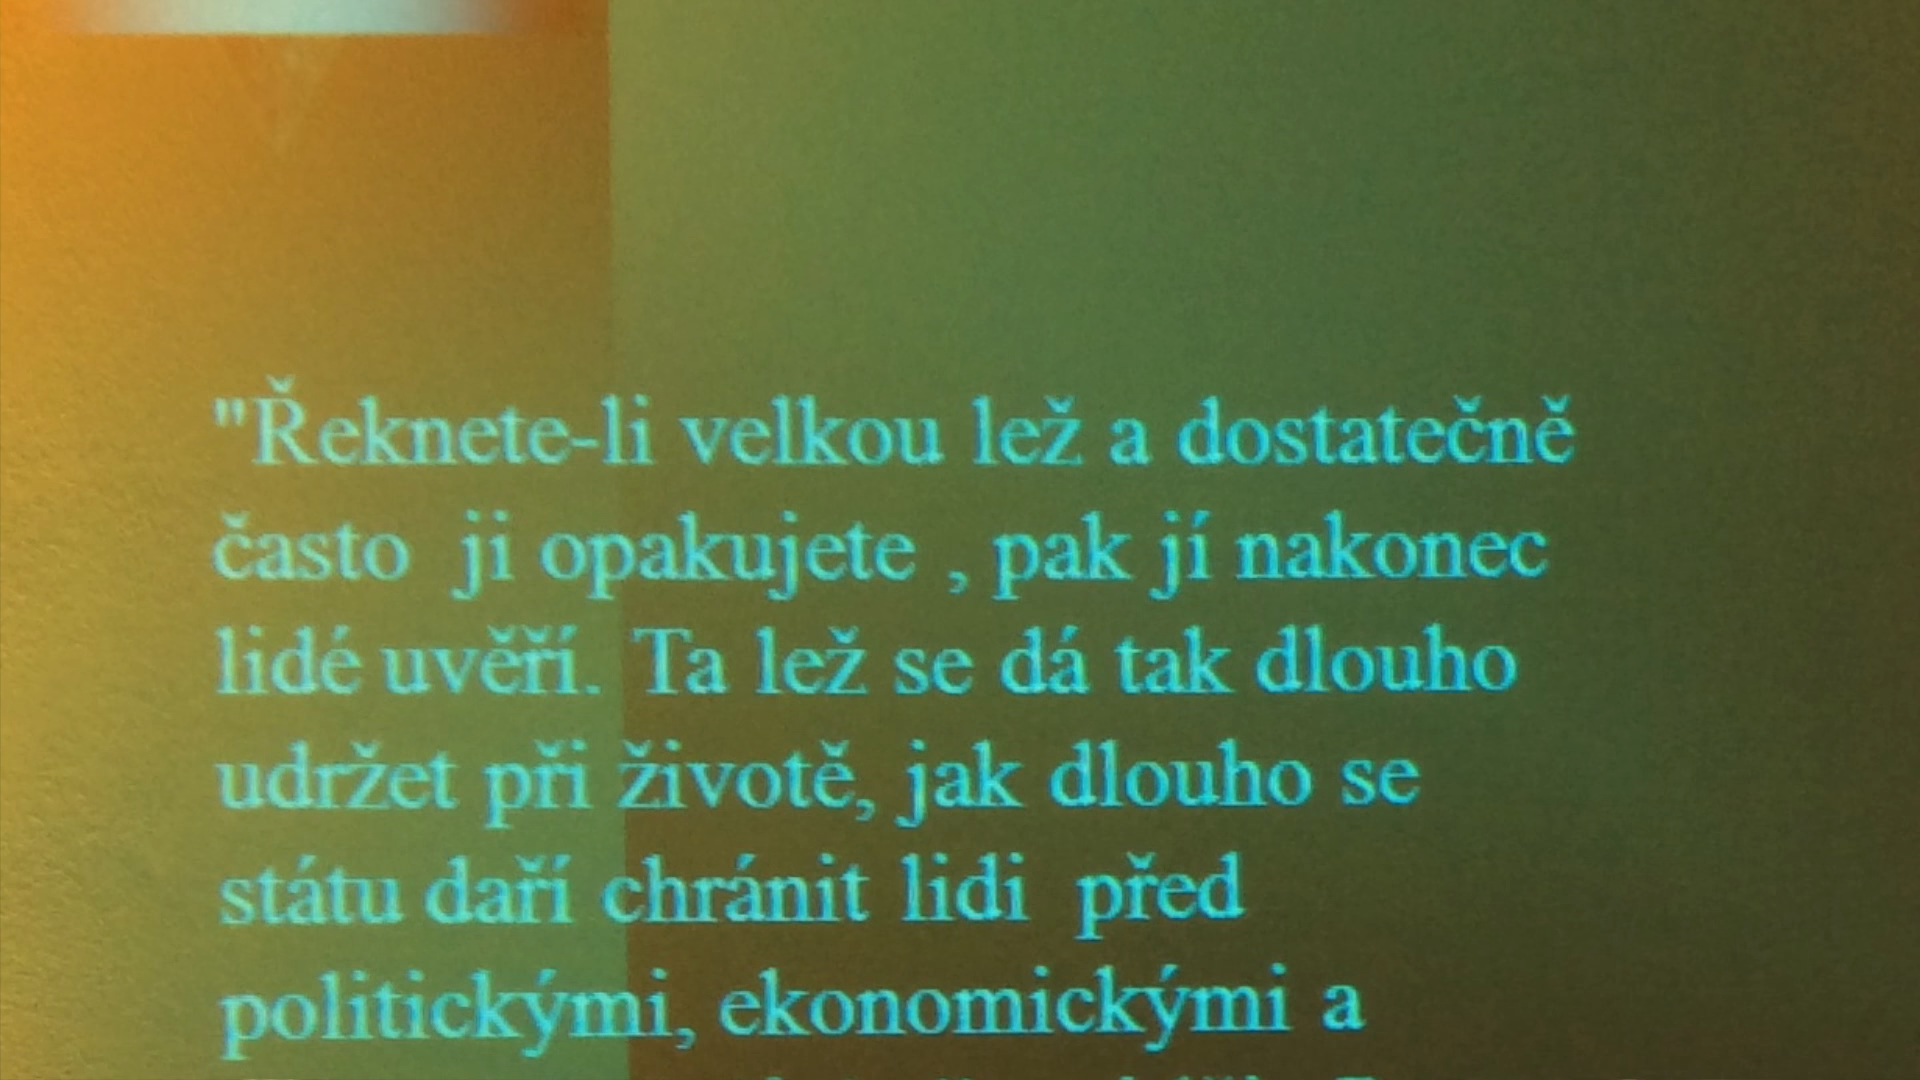 "Řeknete-li velkou lež a dostatečně
často ji opakujete , pak jí nakonec
lidé uvěří. Ta lež se dá tak dlouho
udržet při životě, jak dlouho se
státu daří chránit lidi před
politickými, ekonomickými a